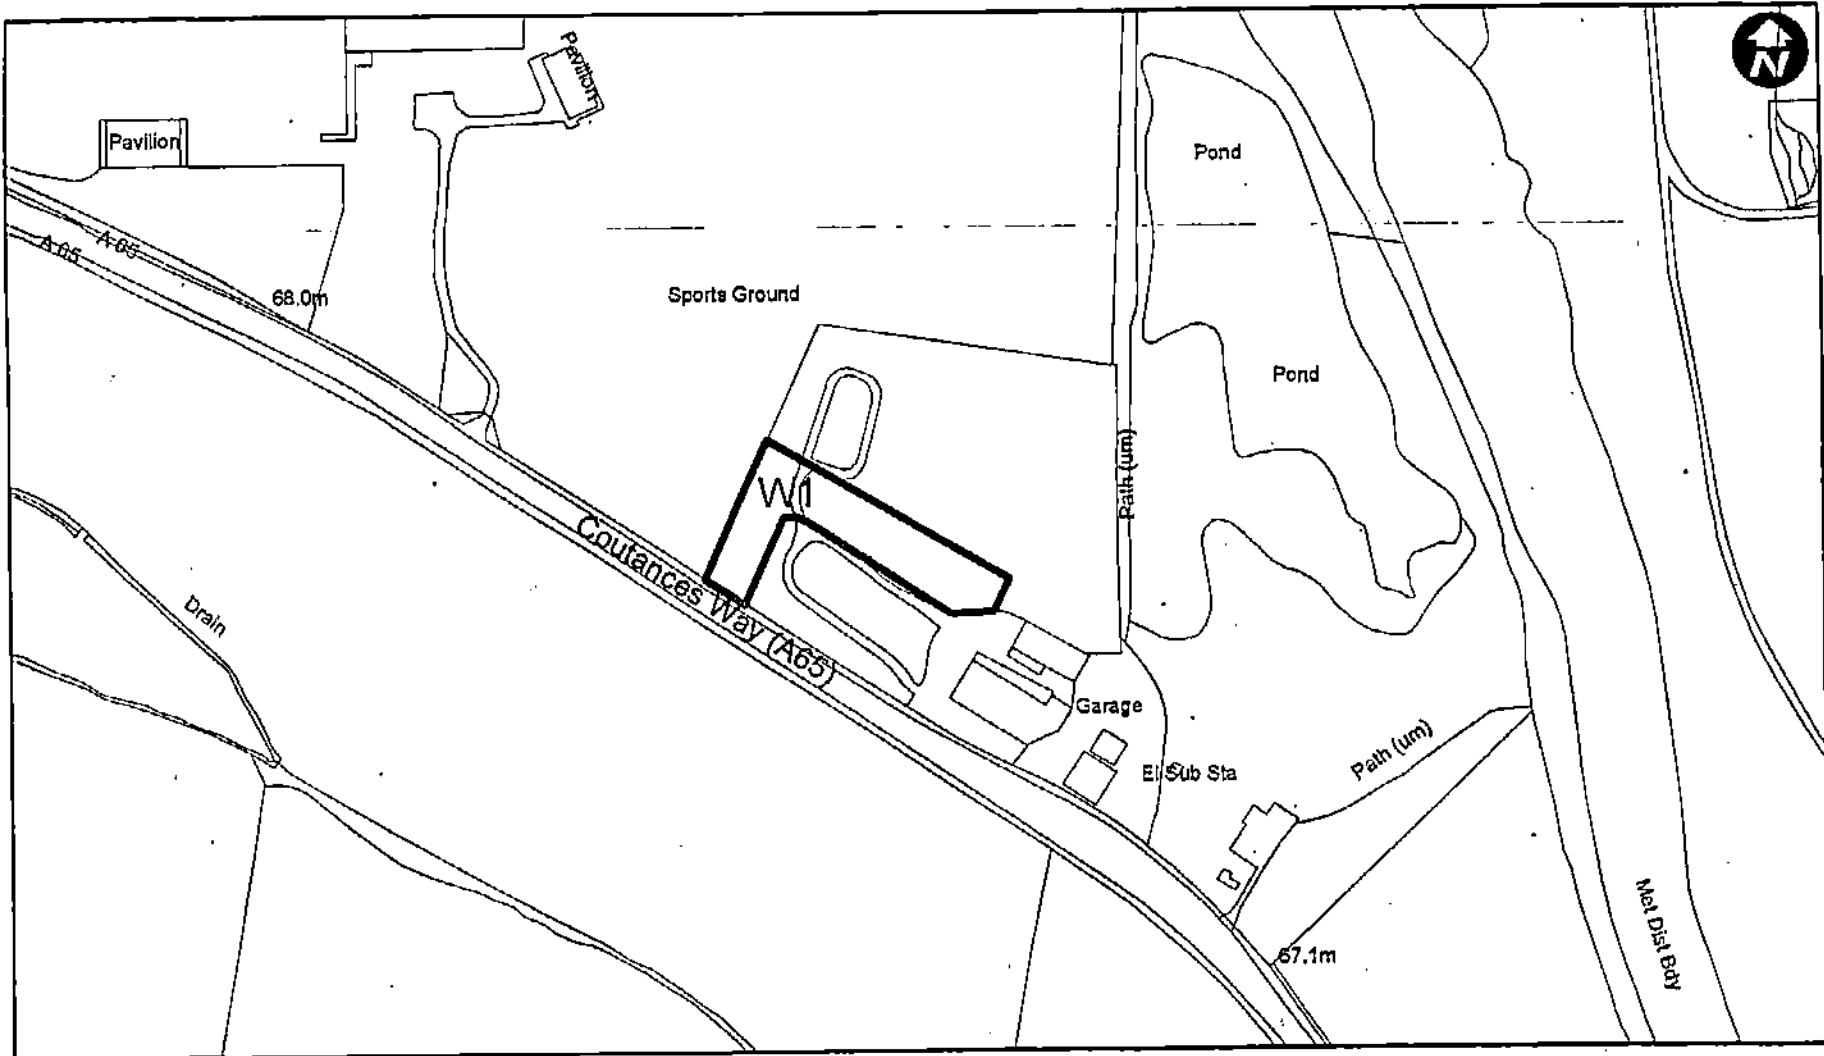 N
Pavilion
Pavilion
Pond
A 65
A 65
68.0m
Sports Ground
Pond
Path (um)
W1
Coutances Way (A65)
Drain
Garage
El Sub Sta
Path (um)
Met Dist Bdy
67.1m